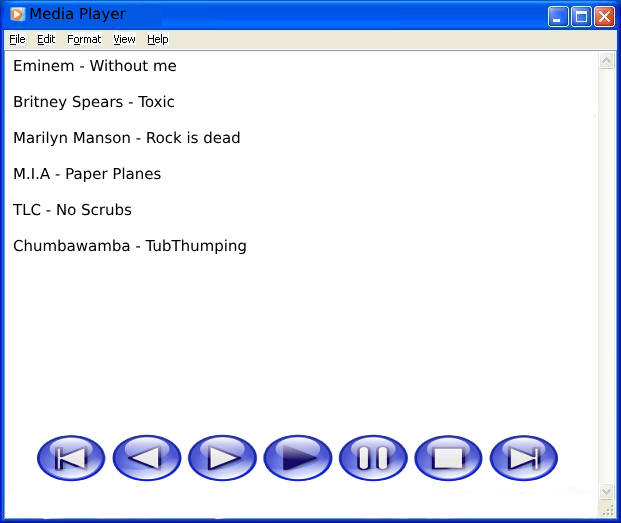 Media Player
File Edit Format View Help
Eminem - Without me
Britney Spears - Toxic
Marilyn Manson - Rock is dead
M.I.A - Paper Planes
TLC - No Scrubs
Chumbawamba - TubThumping